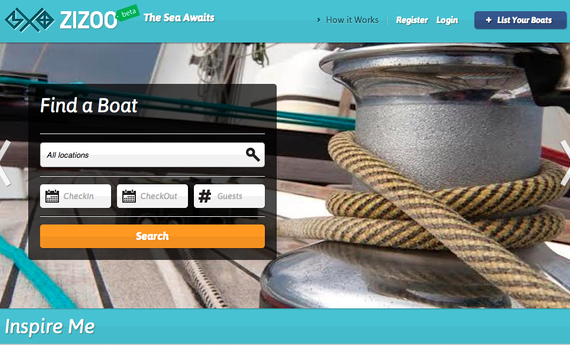 ZIZOO beta The Sea Awaits
How it Works Register Login + List Your Boats
Find a Boat
All locations
CheckIn CheckOut # Guests
Search
Inspire Me